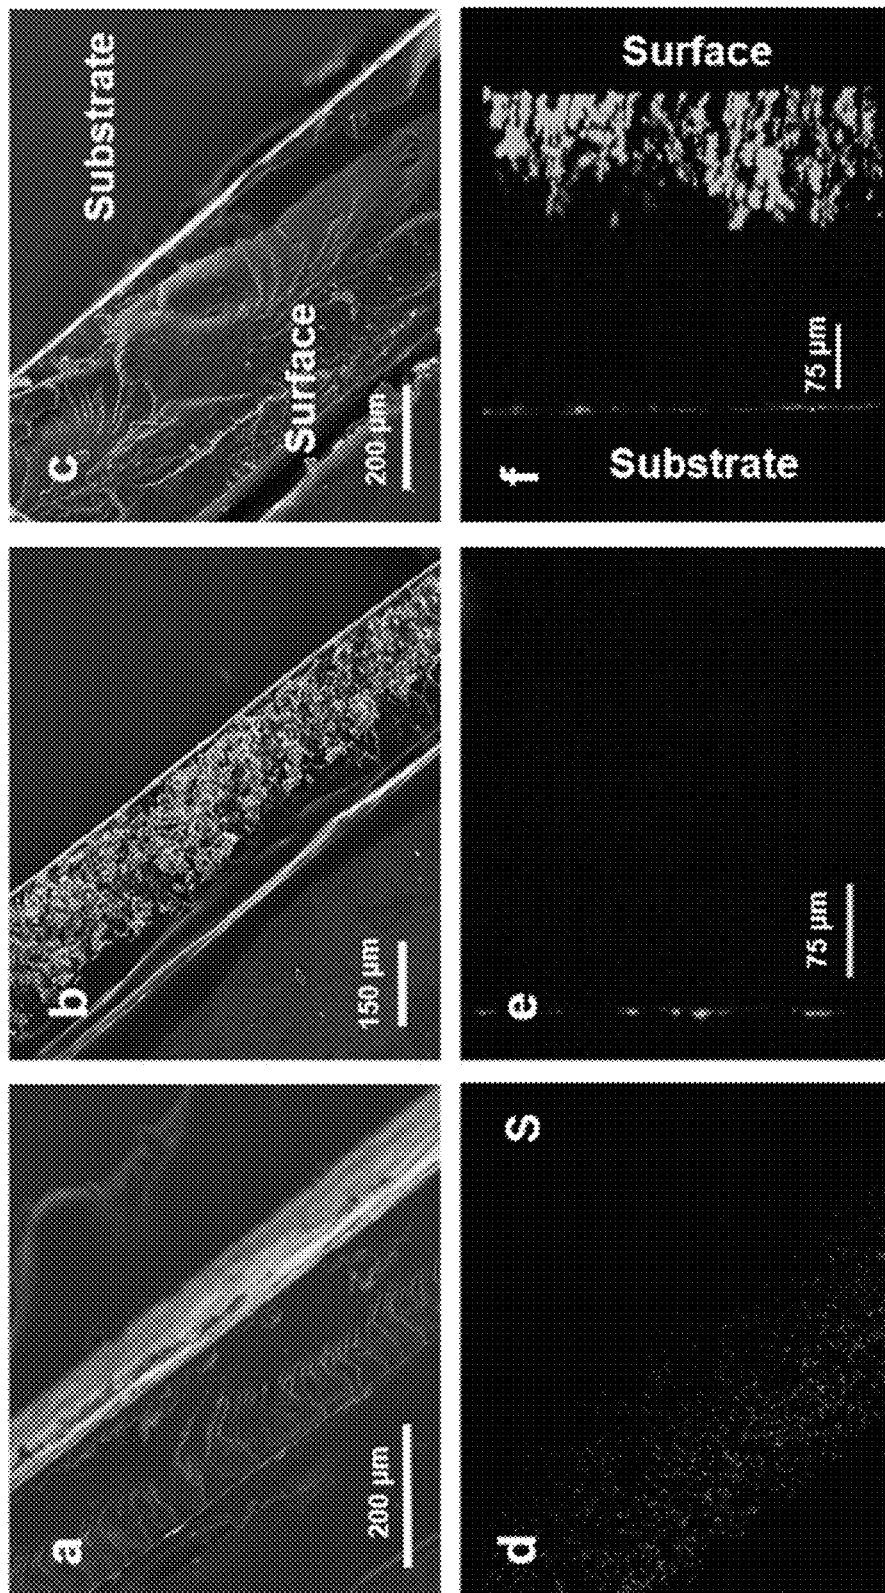 a
200 μm
b
150 μm
c
Substrate
Surface
200 μm
d
S
e
75 μm
f
Surface
75 μm
Substrate